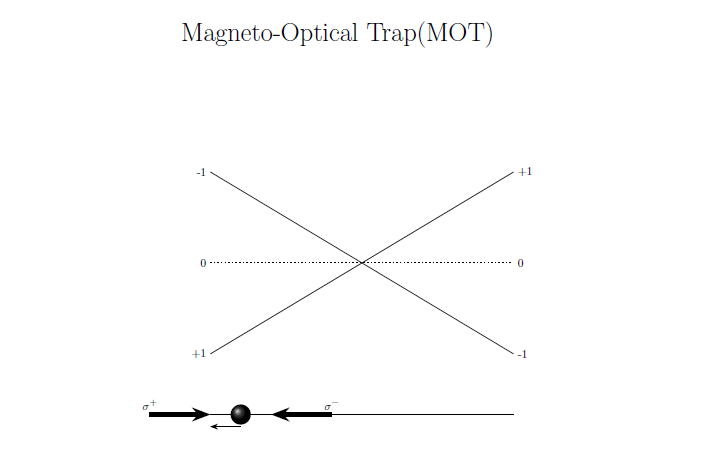 Magneto-Optical Trap(MOT)
-1 +1
0 0
+1 -1
σ⁺ σ⁻